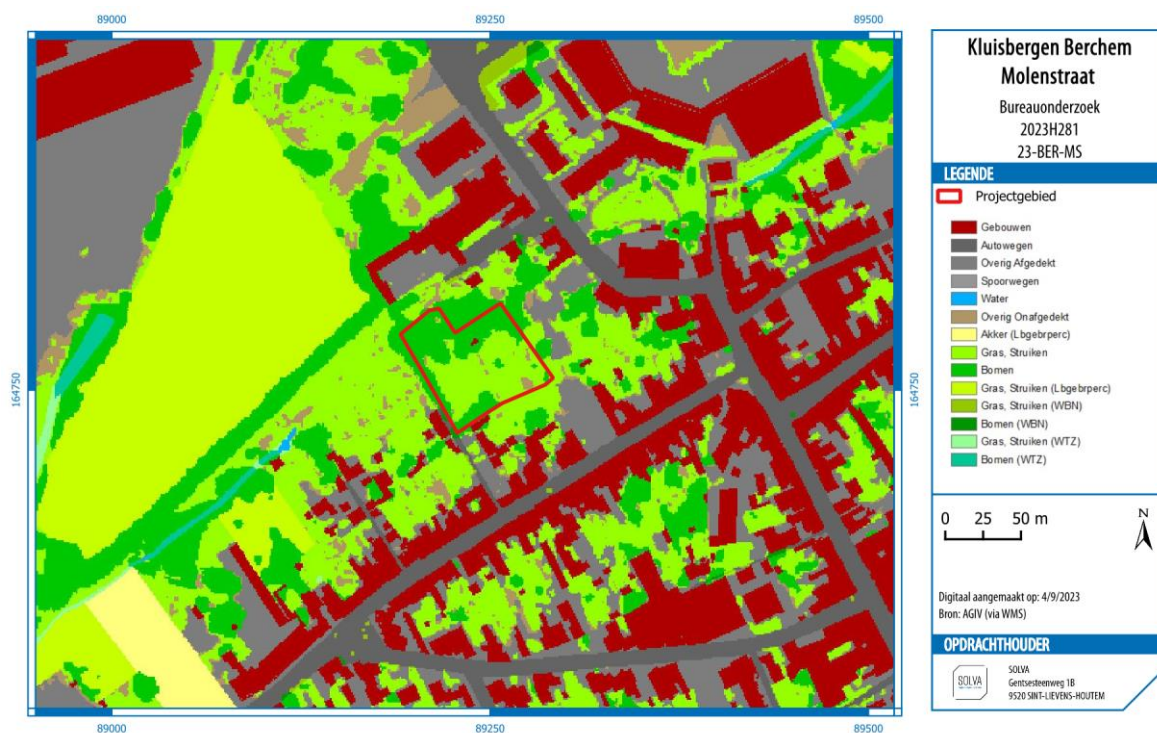 89000
89250
89500
164750
164750
89000
89250
89500
Kluisbergen Berchem
Molenstraat
Bureauonderzoek
2023H281
23-BER-MS
LEGENDE
Projectgebied
Gebouwen
Autowegen
Overig Afgedekt
Spoorwegen
Water
Overig Onafgedekt
Akker (Lbgebrperc)
Gras, Struiken
Bomen
Gras, Struiken (Lbgebrperc)
Gras, Struiken (WBN)
Bomen (WBN)
Gras, Struiken (WTZ)
Bomen (WTZ)
0 25 50 m
N
Digitaal aangemaakt op: 4/9/2023
Bron: AGIV (via WMS)
OPDRACHTHOUDER
SOLVA
SOLVA
Gentsesteenweg 1B
9520 SINT-LIEVENS-HOUTEM